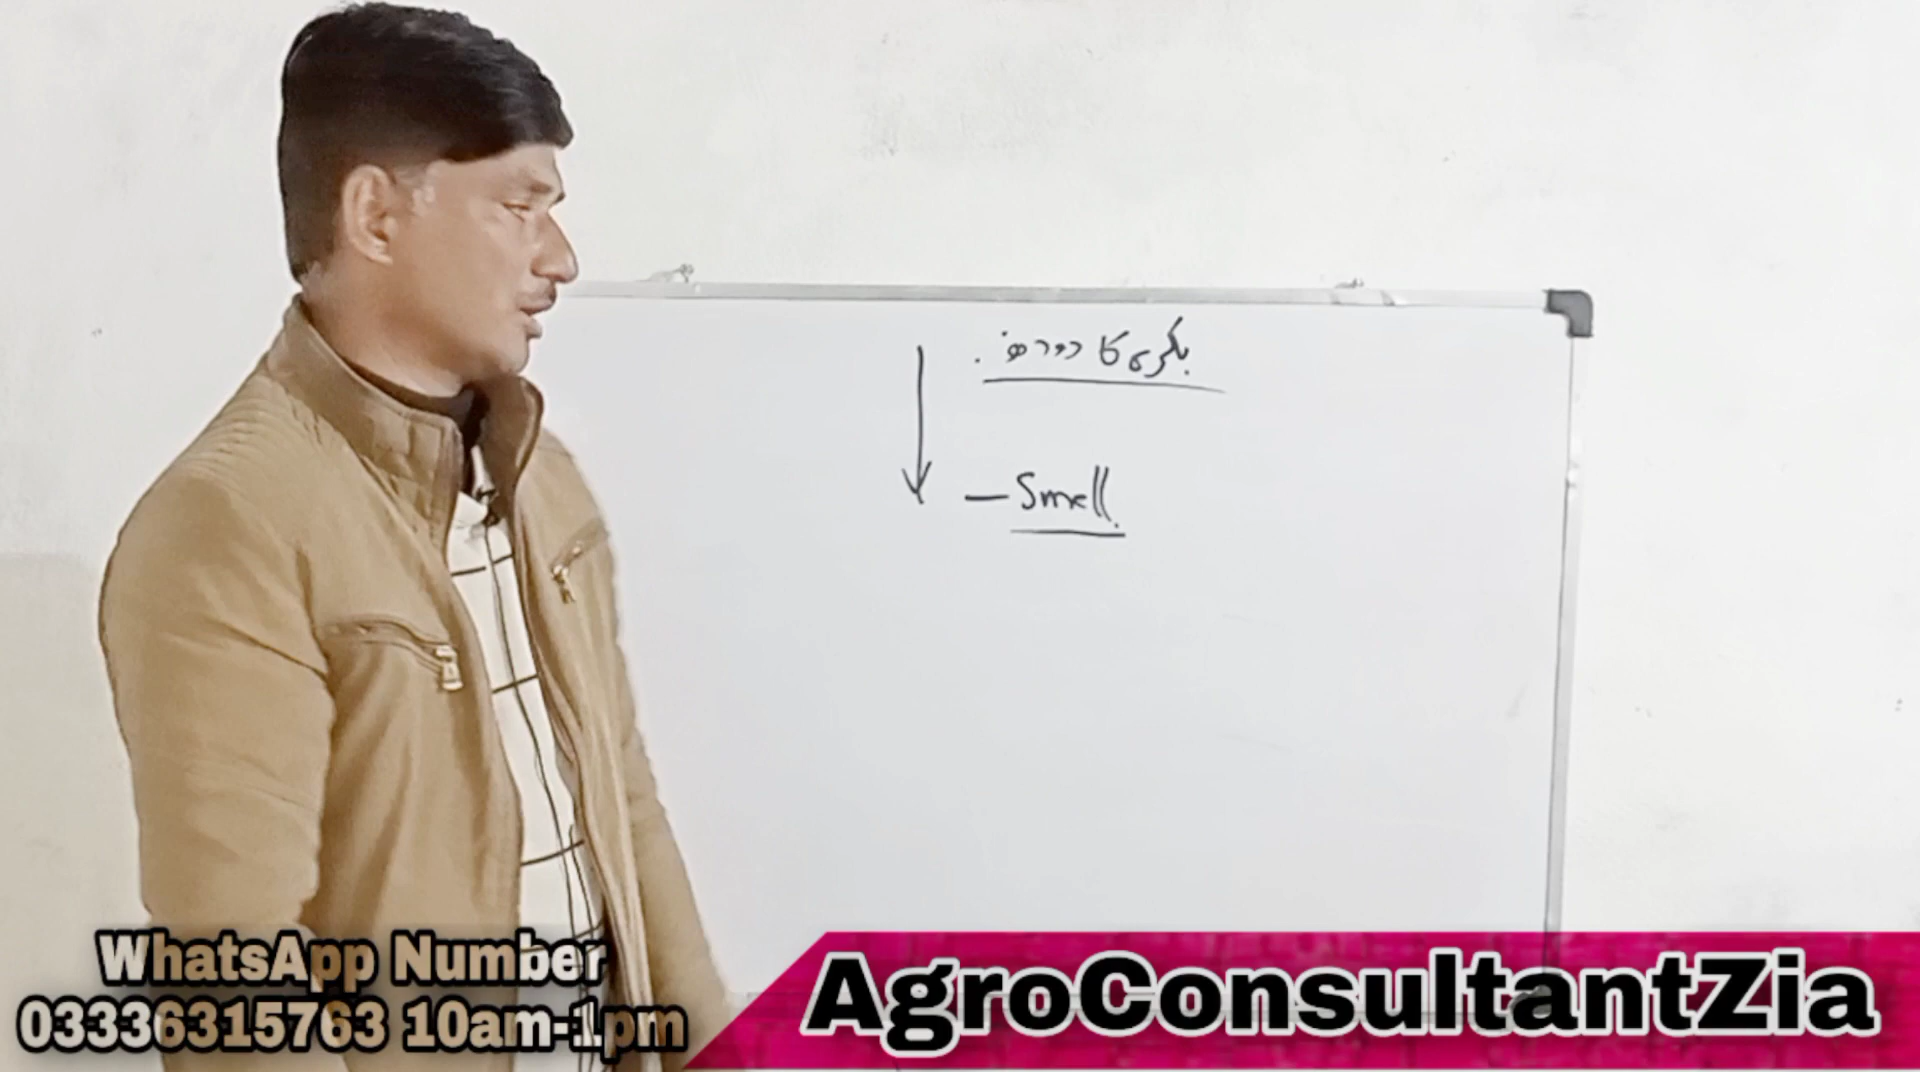 بکری کا دودھ
— Smell
WhatsApp Number
03336315763 10am-1pm
AgroConsultantZia